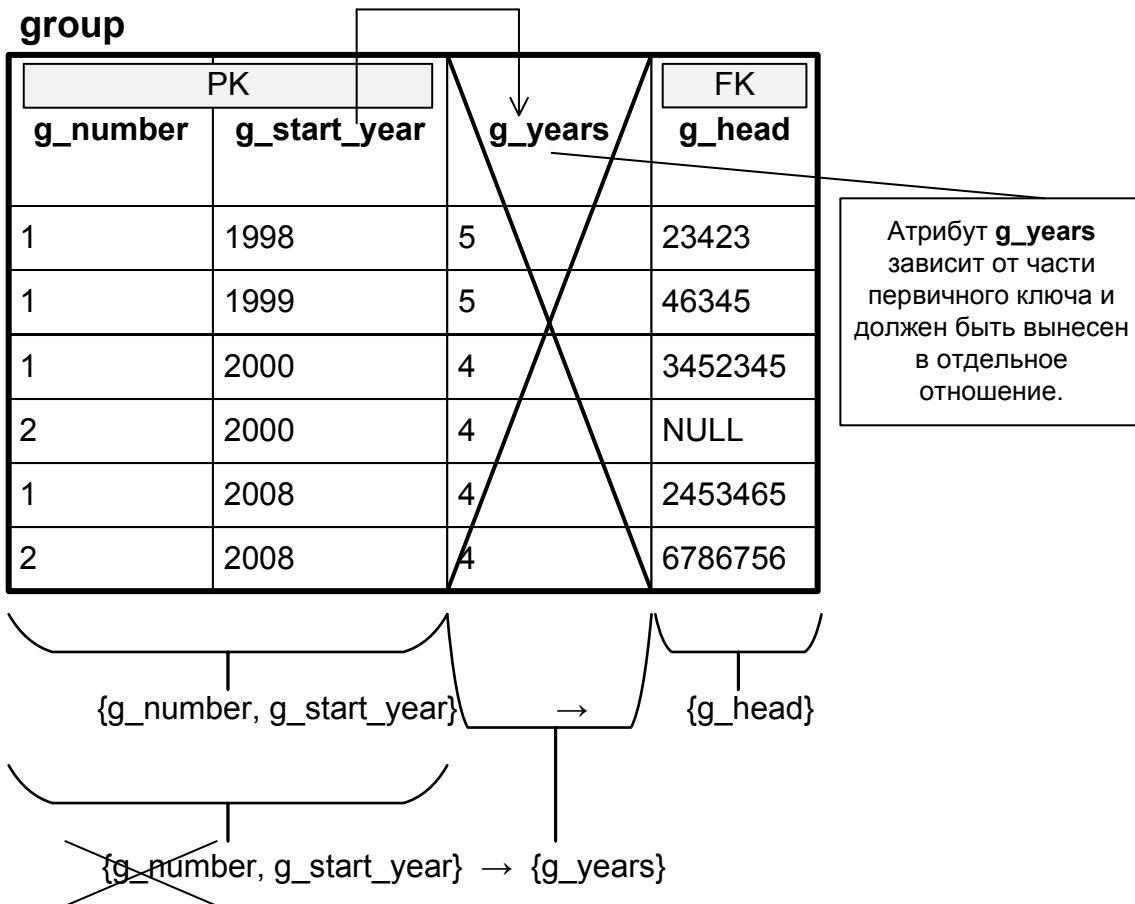 group
PK
FK
g_number g_start_year g_years g_head
1 1998 5 23423
1 1999 5 46345
1 2000 4 3452345
2 2000 4 NULL
1 2008 4 2453465
2 2008 4 6786756
Атрибут g_years
зависит от части
первичного ключа и
должен быть вынесен
в отдельное
отношение.
{g_number, g_start_year} → {g_head}
{g_number, g_start_year} → {g_years}